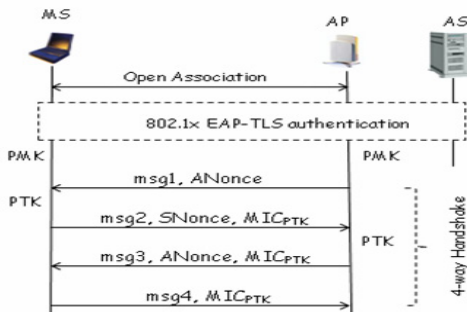 MS AP AS
Open Association
802.1x EAP-TLS authentication
PMK PMK
msg1, ANonce
PTK
msg2, SNonce, MICPTK
PTK
msg3, ANonce, MICPTK
msg4, MICPTK
4-way Handshake